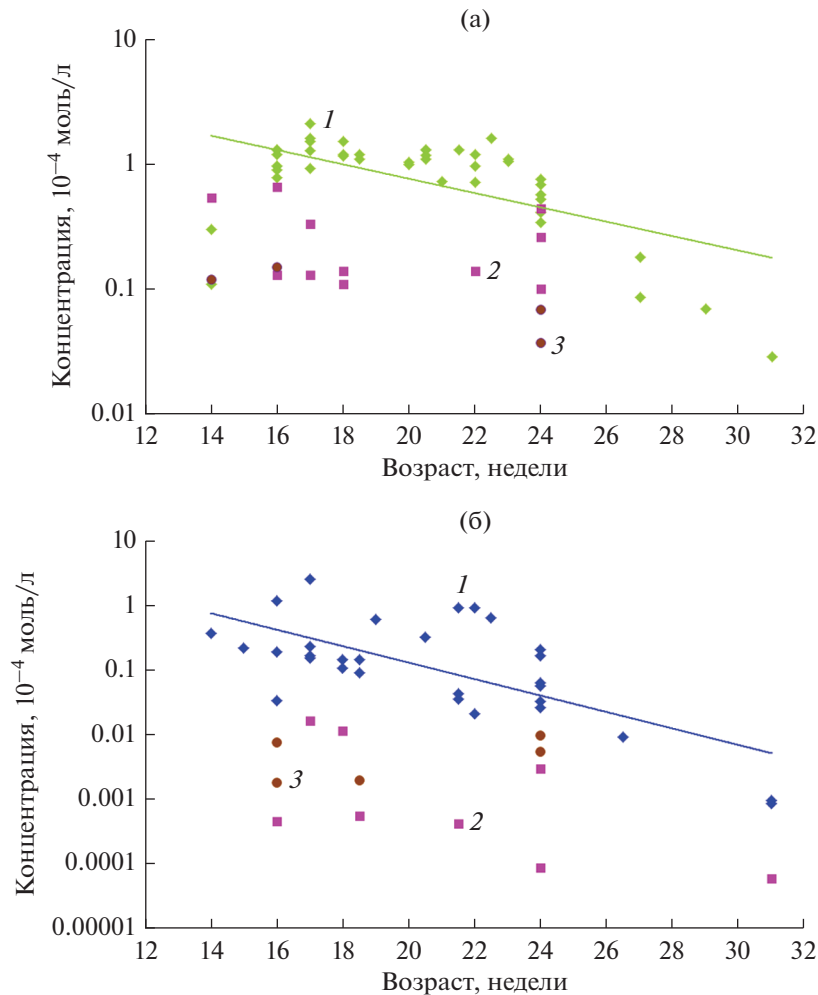 (а)
Концентрация, 10⁻⁴ моль/л
10
1
0.1
0.01
1
2
3
12 14 16 18 20 22 24 26 28 30 32
Возраст, недели
(б)
Концентрация, 10⁻⁴ моль/л
10
1
0.1
0.01
0.001
0.0001
0.00001
1
3
2
12 14 16 18 20 22 24 26 28 30 32
Возраст, недели